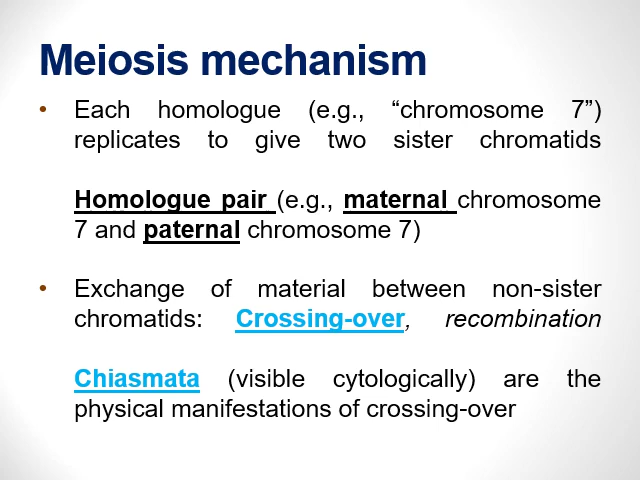 Meiosis mechanism
• Each homologue (e.g., “chromosome 7”)
replicates to give two sister chromatids
Homologue pair (e.g., maternal chromosome
7 and paternal chromosome 7)
• Exchange of material between non-sister
chromatids: Crossing-over, recombination
Chiasmata (visible cytologically) are the
physical manifestations of crossing-over